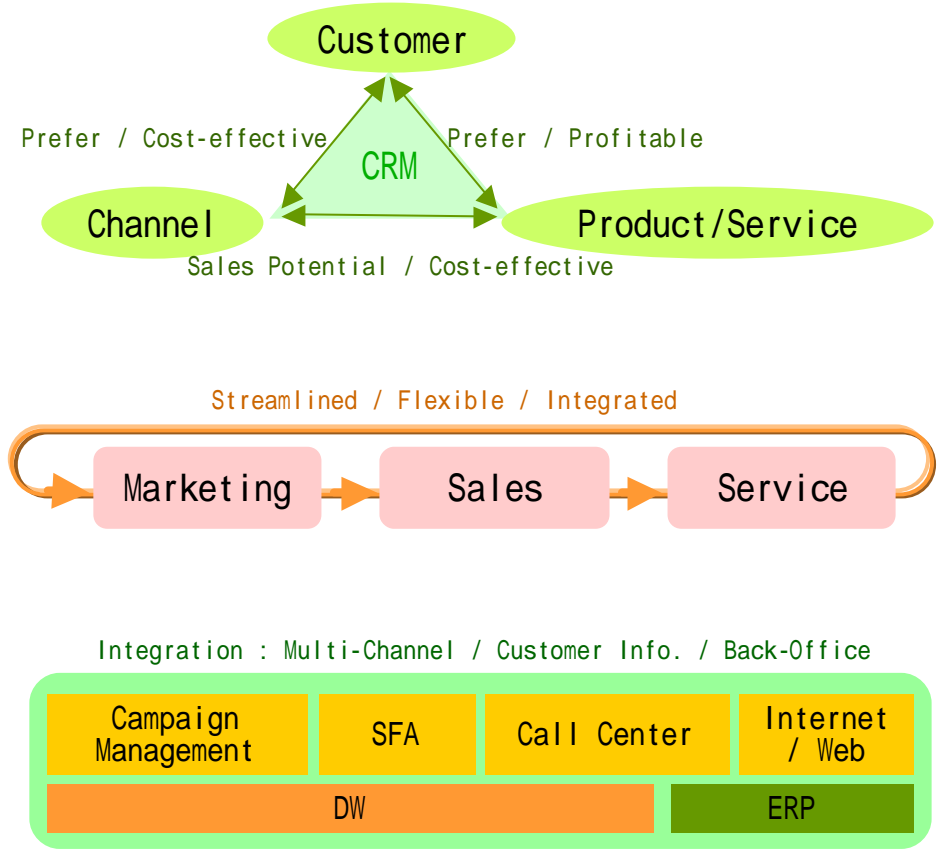 Customer
Prefer / Cost-effective
Prefer / Profitable
CRM
Channel
Product/Service
Sales Potential / Cost-effective
Streamlined / Flexible / Integrated
Marketing
Sales
Service
Integration : Multi-Channel / Customer Info. / Back-Office
Campaign
Management
SFA
Call Center
Internet
/ Web
DW
ERP